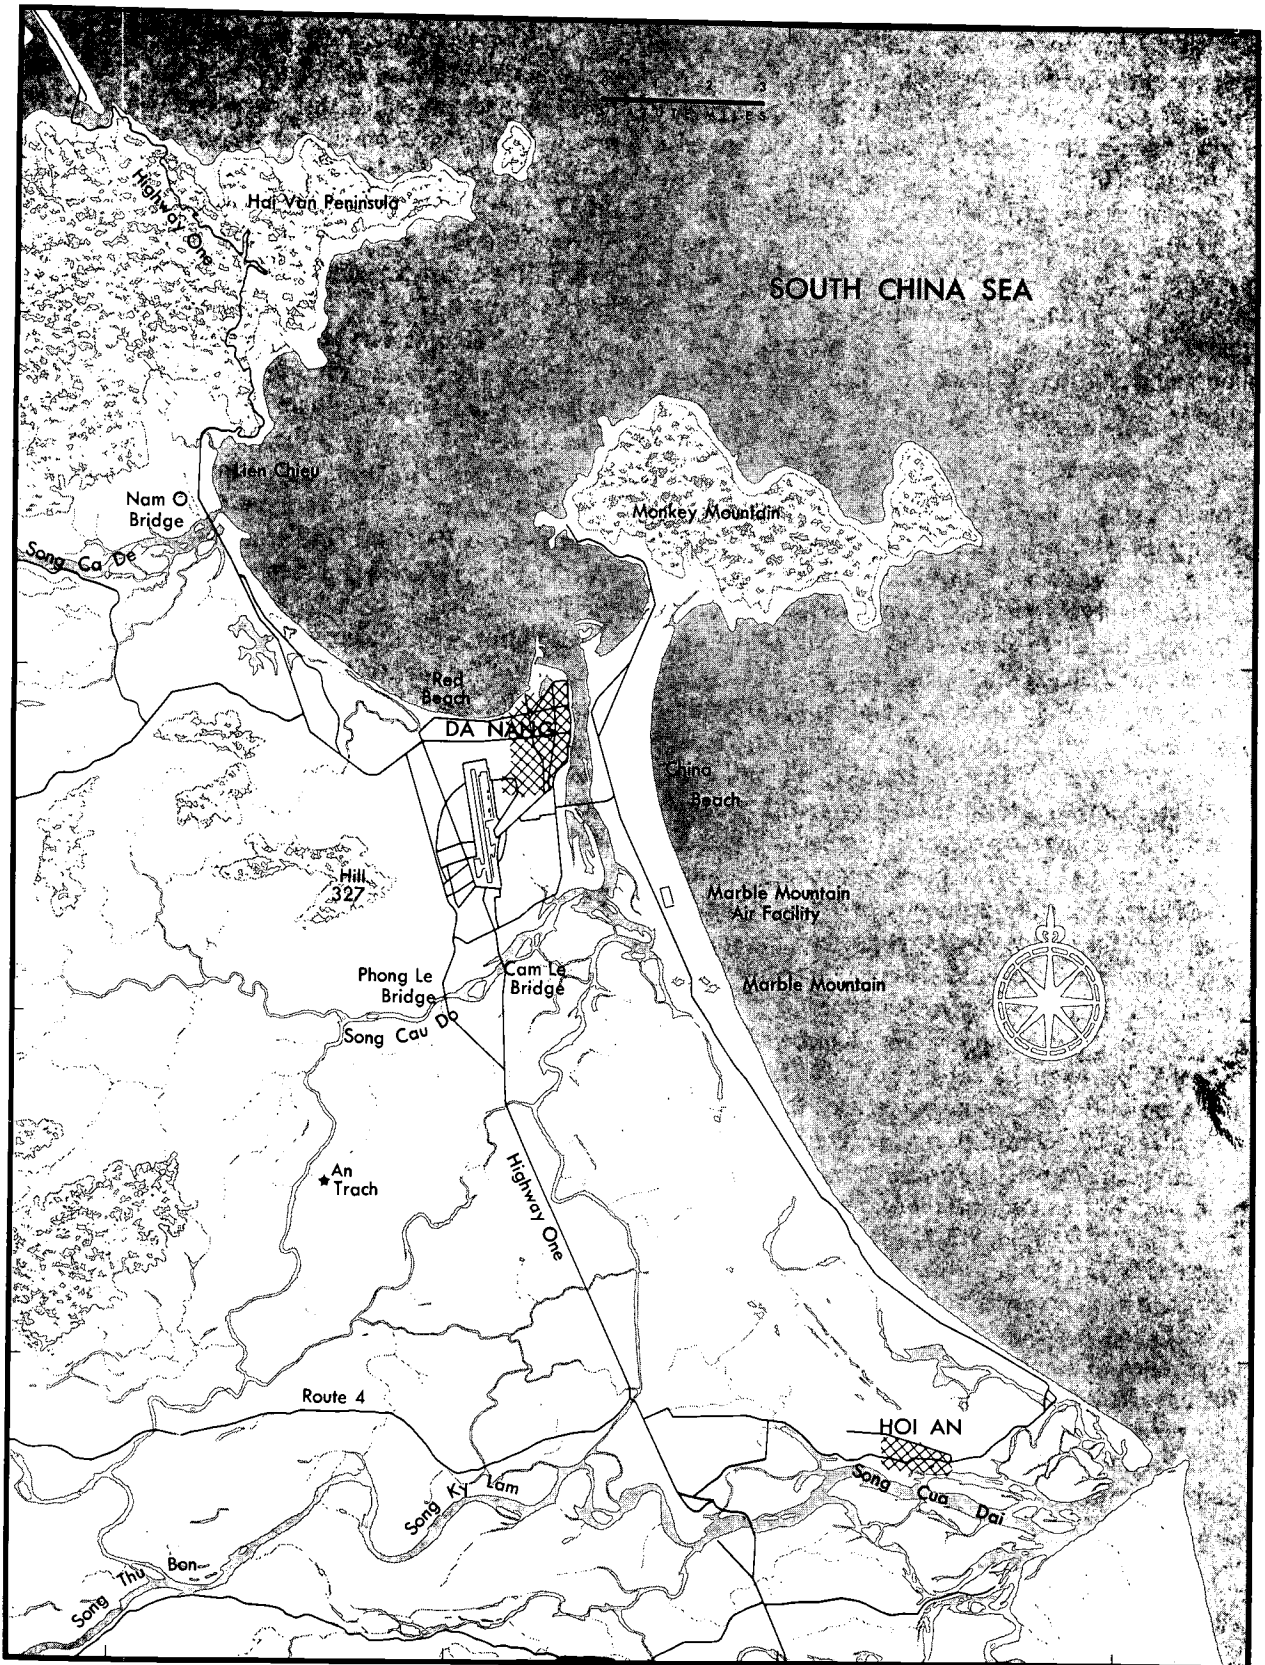 2 3
MILES
Highway One
Hai Van Peninsula
SOUTH CHINA SEA
Lien Chieu
Nam O
Bridge
Song Ca De
Monkey Mountain
Red
Beach
DA NANG
China
Beach
Hill
327
Marble Mountain
Air Facility
Phong Le
Bridge
Cam Le
Bridge
Marble Mountain
Song Cau Do
An
Trach
Highway One
Route 4
HOI AN
Song Ky Lam
Song Cua Dai
Song Thu Bon